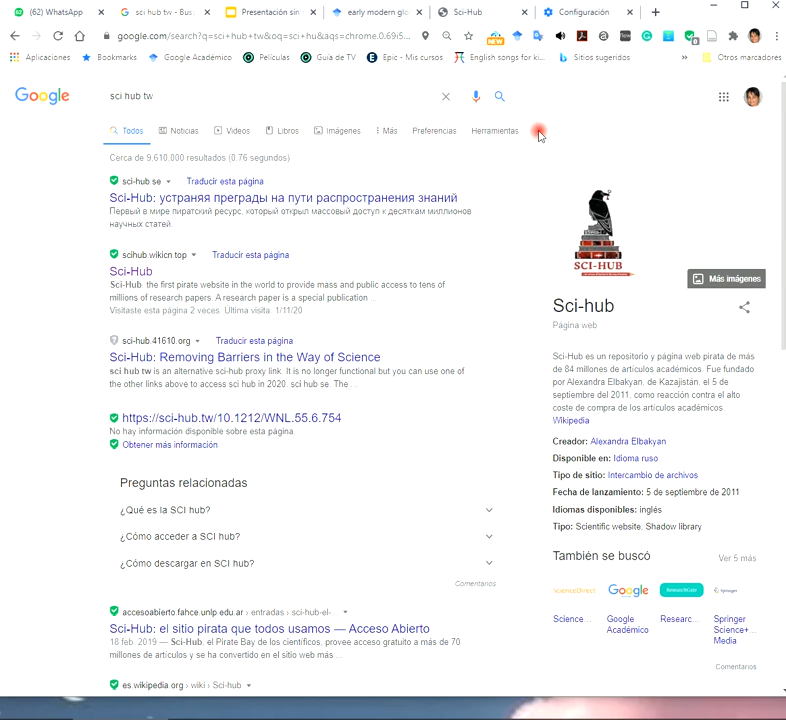 (62) WhatsApp
sci hub tw - Bus
Presentación sin
early modern glo
Sci-Hub
Configuración
google.com/search?q=sci+hub+tw&oq=sci+hu&aqs=chrome.0.69i5...
NEW
Aplicaciones
Bookmarks
Google Académico
Películas
Guía de TV
Epic - Mis cursos
English songs for ki...
Sitios sugeridos
»
Otros marcadores
Google
sci hub tw
Todos
Noticias
Videos
Libros
Imágenes
Más
Preferencias
Herramientas
Cerca de 9.610.000 resultados (0.76 segundos)
sci-hub se
Traducir esta página
Sci-Hub: устраняя преграды на пути распространения знаний
Первый в мире пиратский ресурс, который открыл массовый доступ к десяткам миллионов
научных статей.
scihub.wikicn.top
Traducir esta página
Sci-Hub
Sci-Hub. the first pirate website in the world to provide mass and public access to tens of
millions of research papers. A research paper is a special publication ...
Visitaste esta página 2 veces. Ultima visita 1/11/20
sci-hub.41610.org
Traducir esta página
Sci-Hub: Removing Barriers in the Way of Science
sci hub tw is an alternative sci-hub proxy link. It is no longer functional but you can use one of
the other links above to access sci hub in 2020. sci hub se. The ...
https://sci-hub.tw/10.1212/WNL.55.6.754
No hay información disponible sobre esta página
Obtener más información
Preguntas relacionadas
¿Qué es la SCI hub?
¿Cómo acceder a SCI hub?
¿Cómo descargar en SCI hub?
Comentarios
accesoabierto.fahce.unlp.edu.ar › entradas › sci-hub-el-
Sci-Hub: el sitio pirata que todos usamos — Acceso Abierto
18 feb. 2019 — Sci-Hub, el Pirate Bay de los científicos, provee acceso gratuito a más de 70
millones de artículos y se ha convertido en el sitio web más ...
es.wikipedia.org › wiki › Sci-hub
SCI-HUB
Más imágenes
Sci-hub
Página web
Sci-Hub es un repositorio y página web pirata de más
de 84 millones de artículos académicos. Fue fundado
por Alexandra Elbakyan, de Kazajistán, el 5 de
septiembre del 2011, como reacción contra el alto
coste de compra de los artículos académicos.
Wikipedia
Creador: Alexandra Elbakyan
Disponible en: Idioma ruso
Tipo de sitio: Intercambio de archivos
Fecha de lanzamiento: 5 de septiembre de 2011
Idiomas disponibles: inglés
Tipo: Scientific website, Shadow library
También se buscó
Ver 5 más
ScienceDirect
Google
ResearchGate
Springer
Science...
Google
Académico
Researc...
Springer
Science+...
Media
Comentarios